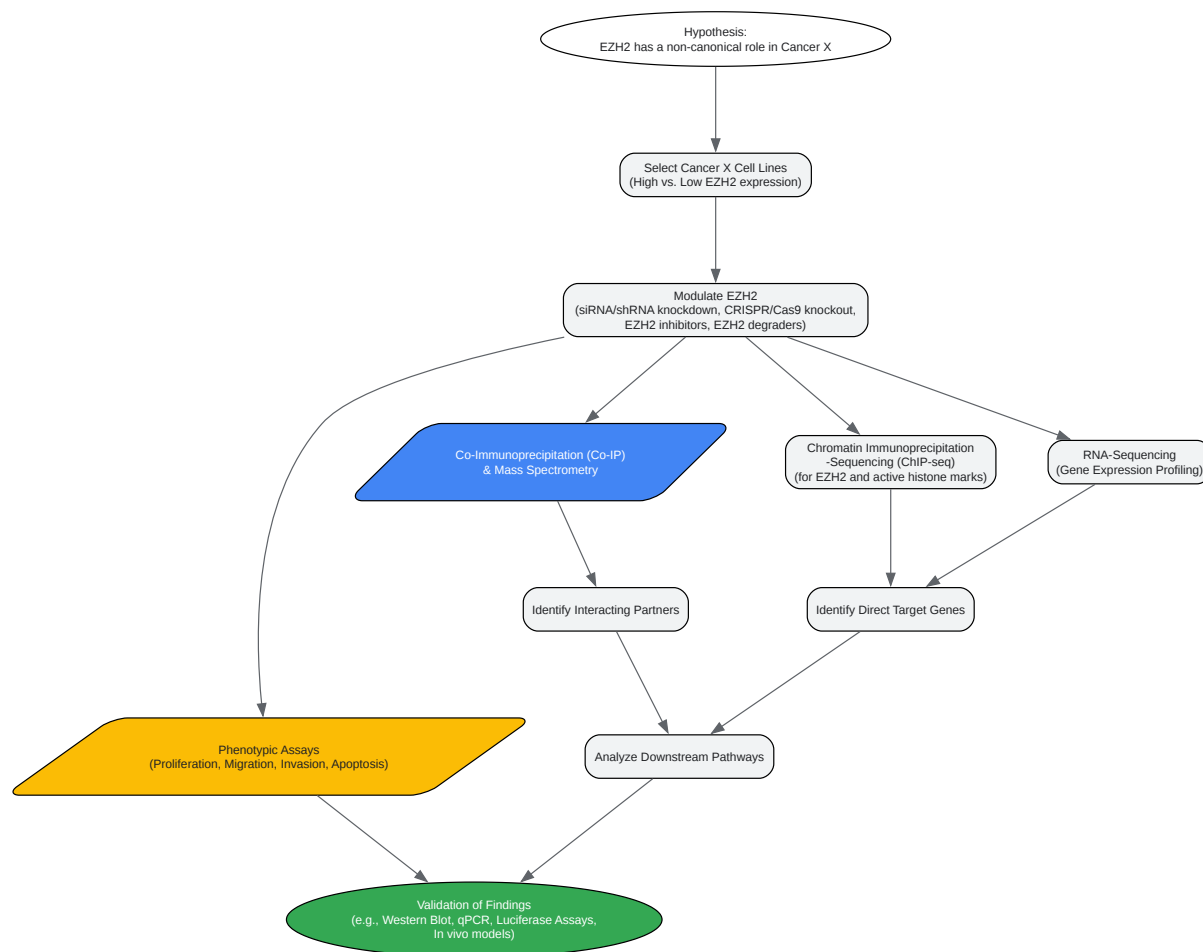 Hypothesis:
EZH2 has a non-canonical role in Cancer X
Select Cancer X Cell Lines
(High vs. Low EZH2 expression)
Modulate EZH2
(siRNA/shRNA knockdown, CRISPR/Cas9 knockout,
EZH2 inhibitors, EZH2 degraders)
Co-Immunoprecipitation (Co-IP)
& Mass Spectrometry
Chromatin Immunoprecipitation
-Sequencing (ChIP-seq)
(for EZH2 and active histone marks)
RNA-Sequencing
(Gene Expression Profiling)
Identify Interacting Partners
Identify Direct Target Genes
Phenotypic Assays
(Proliferation, Migration, Invasion, Apoptosis)
Analyze Downstream Pathways
Validation of Findings
(e.g., Western Blot, qPCR, Luciferase Assays,
In vivo models)